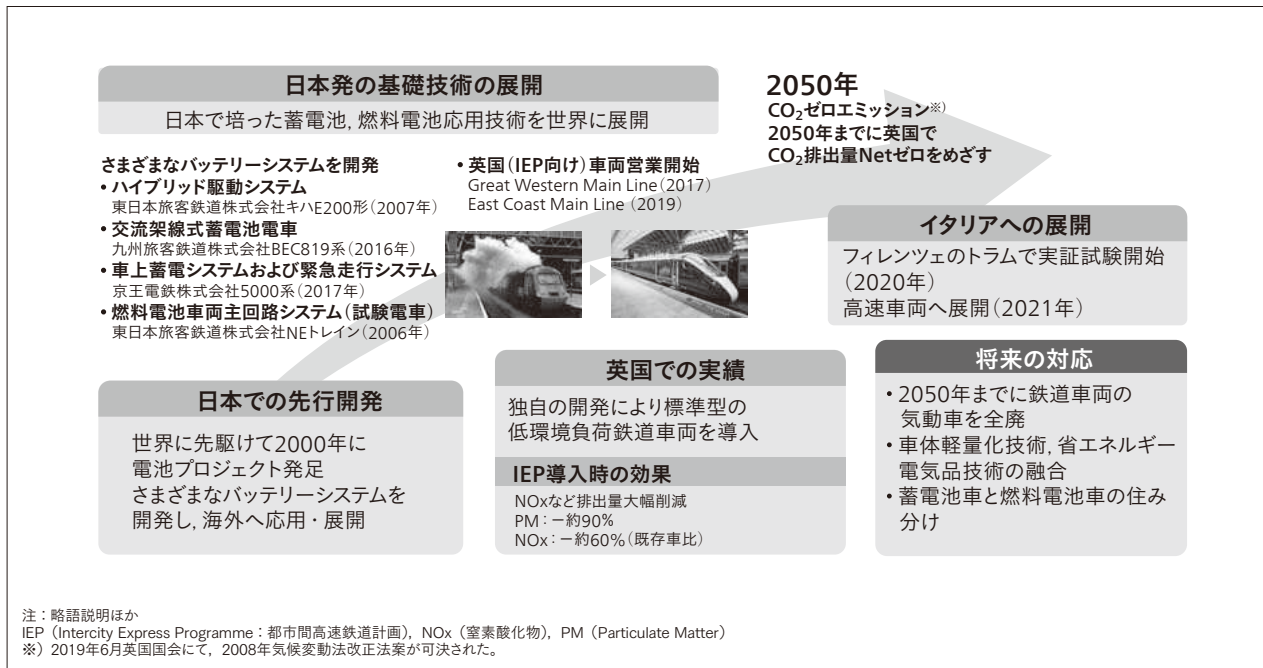 日本発の基礎技術の展開
日本で培った蓄電池, 燃料電池応用技術を世界に展開
さまざまなバッテリーシステムを開発
• ハイブリッド駆動システム
東日本旅客鉄道株式会社キハE200形(2007年)
• 交流架線式蓄電池電車
九州旅客鉄道株式会社BEC819系(2016年)
• 車上蓄電システムおよび緊急走行システム
京王電鉄株式会社5000系(2017年)
• 燃料電池車両主回路システム(試験電車)
東日本旅客鉄道株式会社NEトレイン(2006年)
• 英国(IEP向け)車両営業開始
Great Western Main Line(2017)
East Coast Main Line (2019)
2050年
CO₂ゼロエミッション※)
2050年までに英国で
CO₂排出量Netゼロをめざす
イタリアへの展開
フィレンツェのトラムで実証試験開始
(2020年)
高速車両へ展開(2021年)
日本での先行開発
世界に先駆けて2000年に
電池プロジェクト発足
さまざまなバッテリーシステムを
開発し, 海外へ応用・展開
英国での実績
独自の開発により標準型の
低環境負荷鉄道車両を導入
IEP導入時の効果
NOxなど排出量大幅削減
PM:-約90%
NOx:-約60%(既存車比)
将来の対応
• 2050年までに鉄道車両の
気動車を全廃
• 車体軽量化技術, 省エネルギー
電気品技術の融合
• 蓄電池車と燃料電池車の住み
分け
注:略語説明ほか
IEP(Intercity Express Programme:都市間高速鉄道計画), NOx(窒素酸化物), PM(Particulate Matter)
※)2019年6月英国国会にて, 2008年気候変動法改正法案が可決された。